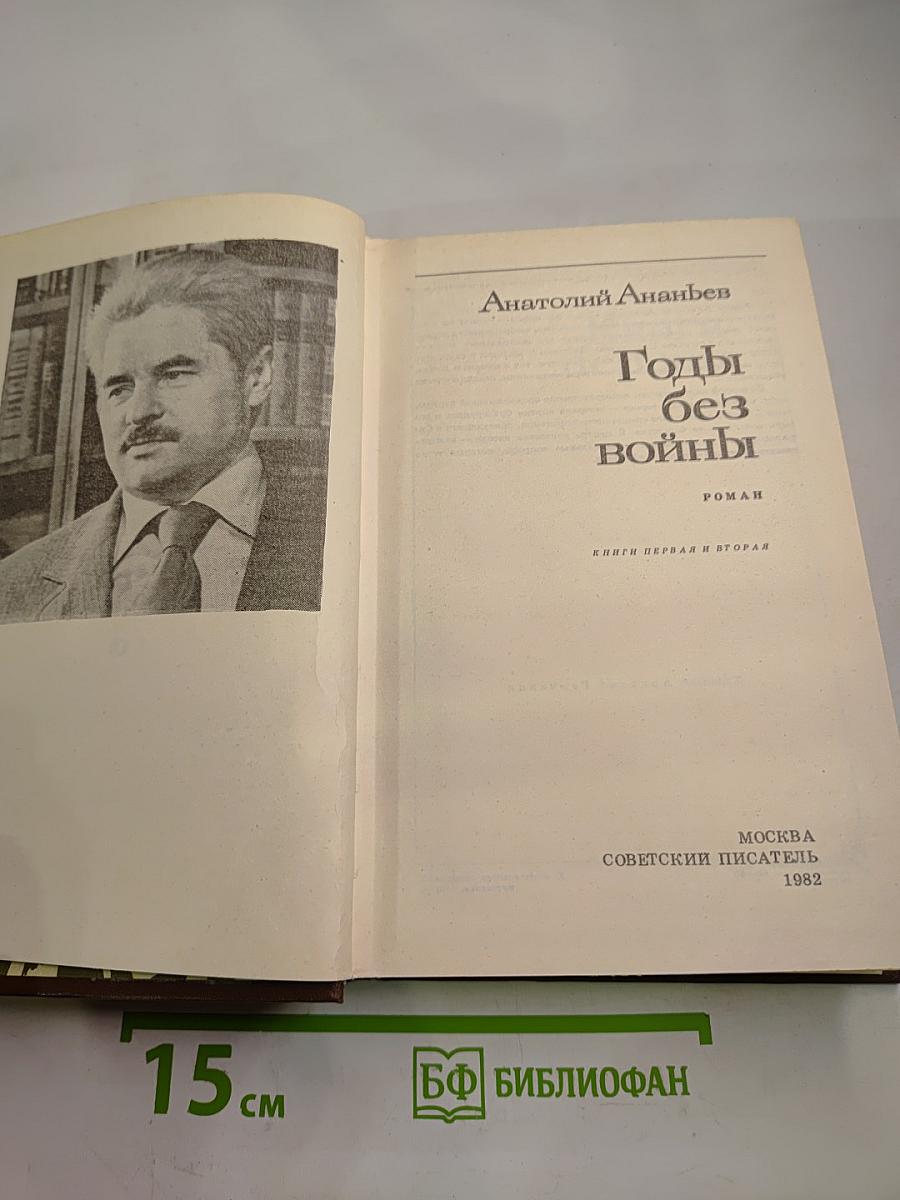 Анатолий Ананьев
Годы
без
войны
РОМАН
КНИГИ ПЕРВАЯ И ВТОРАЯ
МОСКВА
СОВЕТСКИЙ ПИСАТЕЛЬ
1982
15 см
БФ БИБЛИОФАН